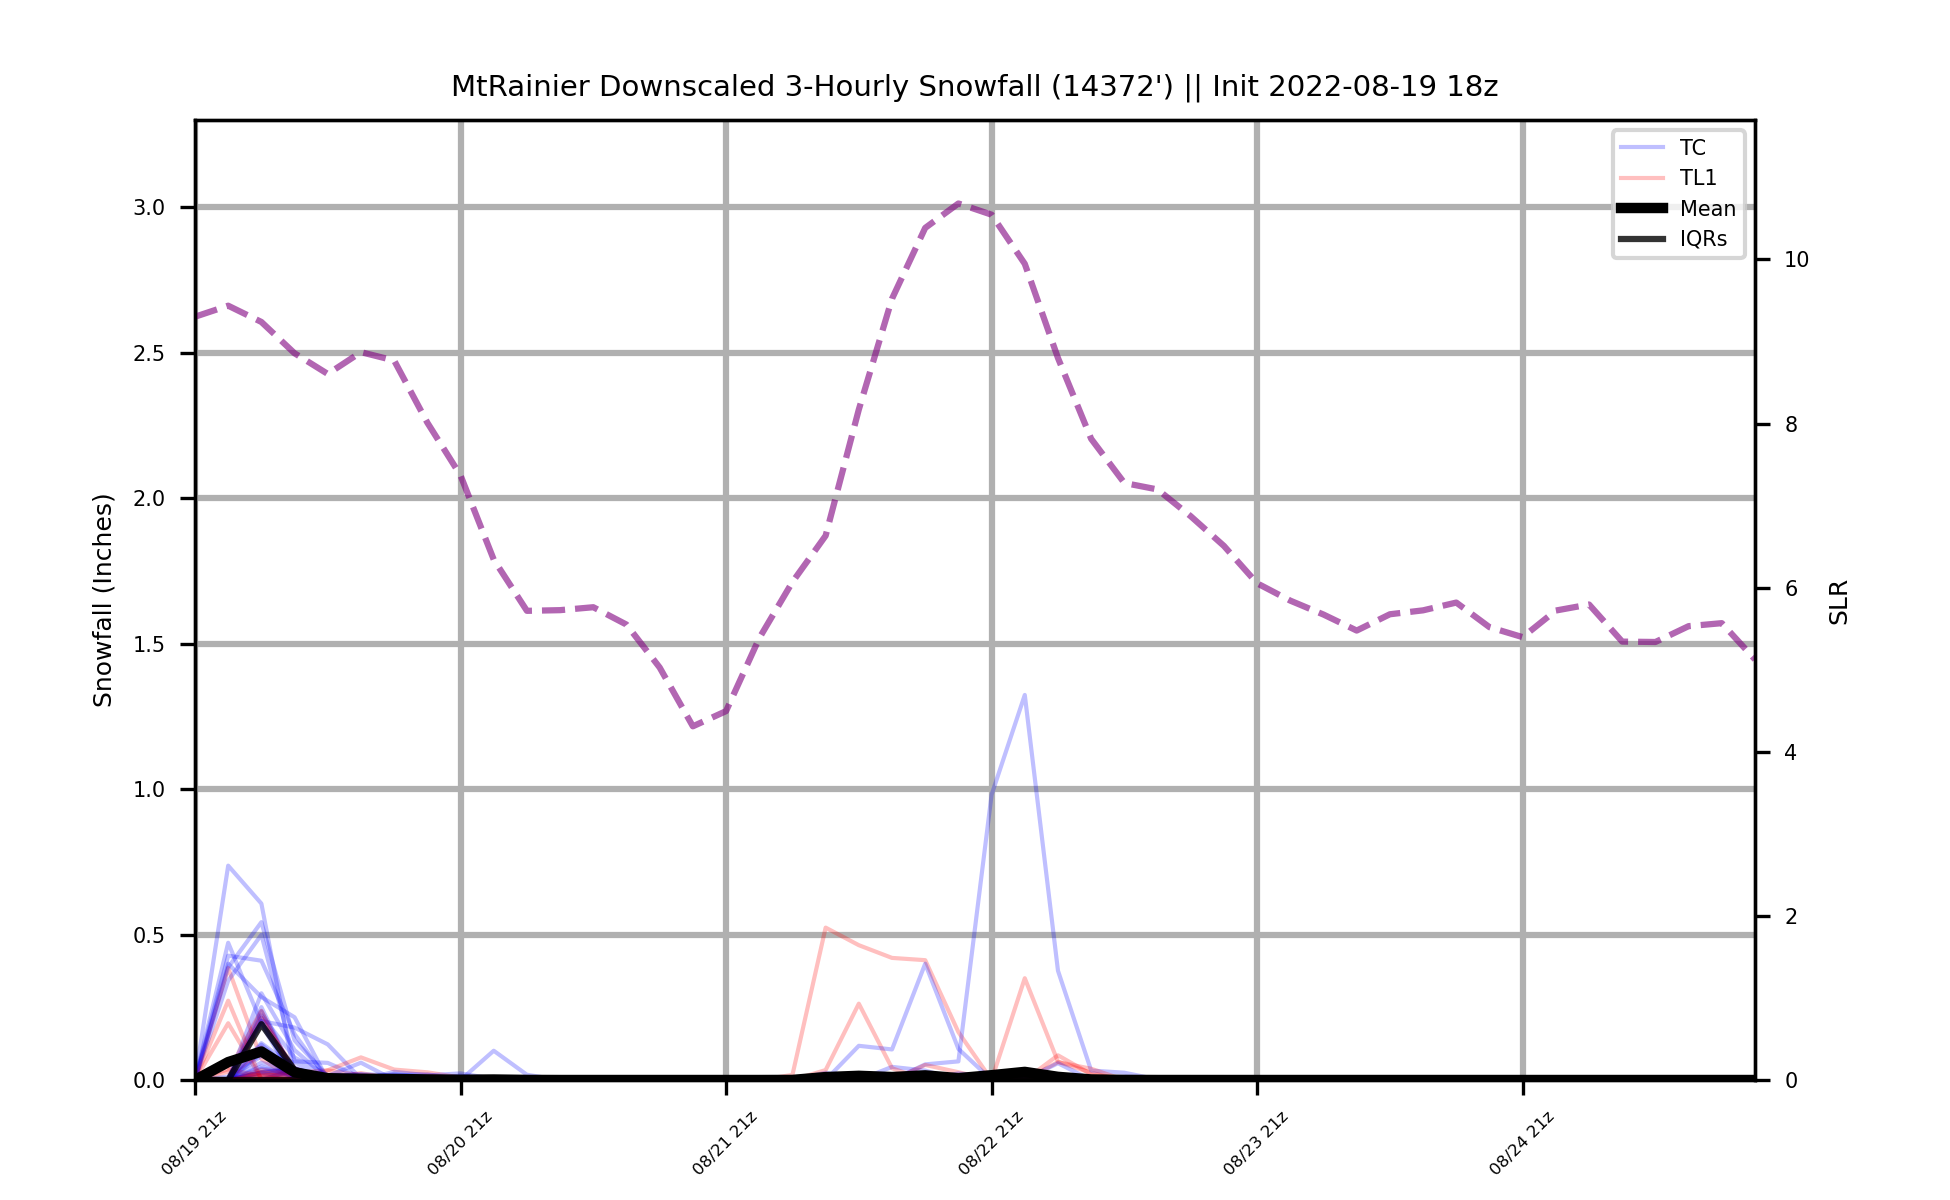 MtRainier Downscaled 3-Hourly Snowfall (14372') || Init 2022-08-19 18z
TC
TL1
Mean
IQRs
Snowfall (Inches)
3.0
2.5
2.0
1.5
1.0
0.5
0.0
10
8
6
4
2
0
SLR
08/19 21z
08/20 21z
08/21 21z
08/22 21z
08/23 21z
08/24 21z